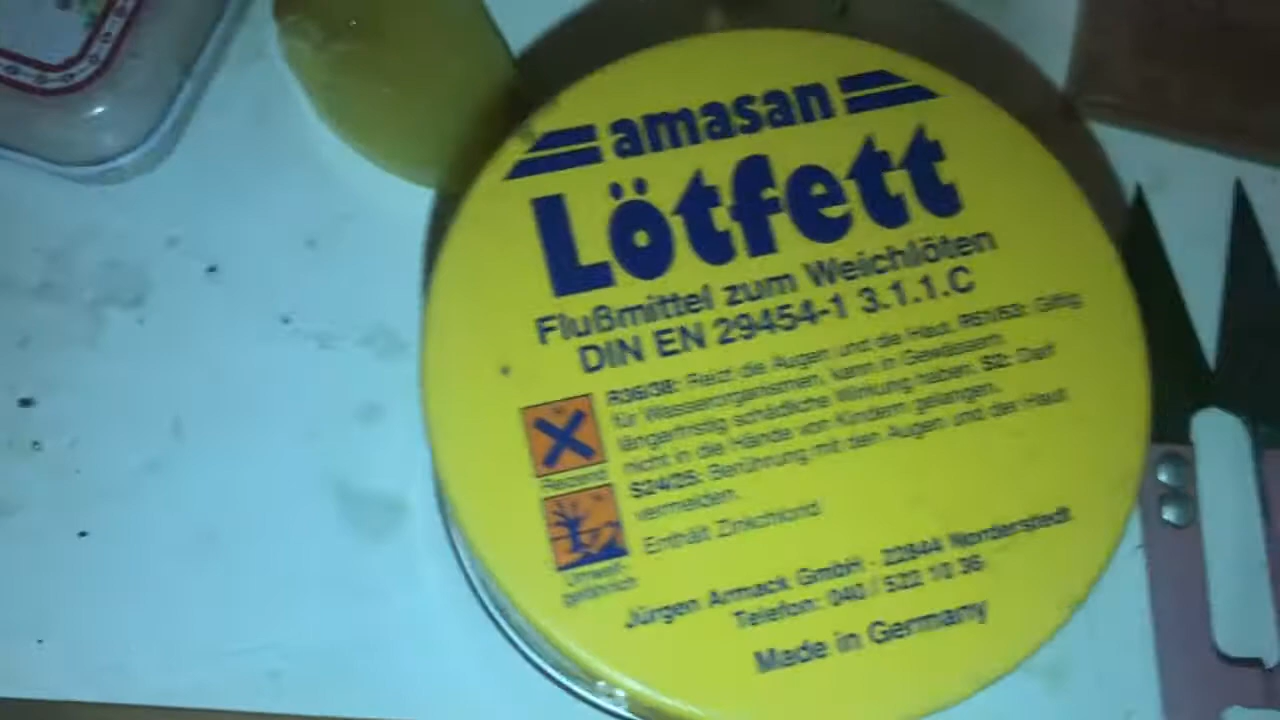 amasan
Lötfett
Flußmittel zum Weichlöten
DIN EN 29454-1 3.1.1.C
R36/38: Reizt die Augen und die Haut. R51/53: Giftig
für Wasserorganismen, kann in Gewässern
längerfristig schädliche Wirkung haben. S2: Darf
nicht in die Hände von Kindern gelangen.
S24/25: Berührung mit den Augen und der Haut
vermeiden.
Reizend
Enthält Zinkchlorid
Umwelt
gefährlich
Jürgen Armack GmbH · 22844 Norderstedt
Telefon: 040 / 522 10 36
Made in Germany